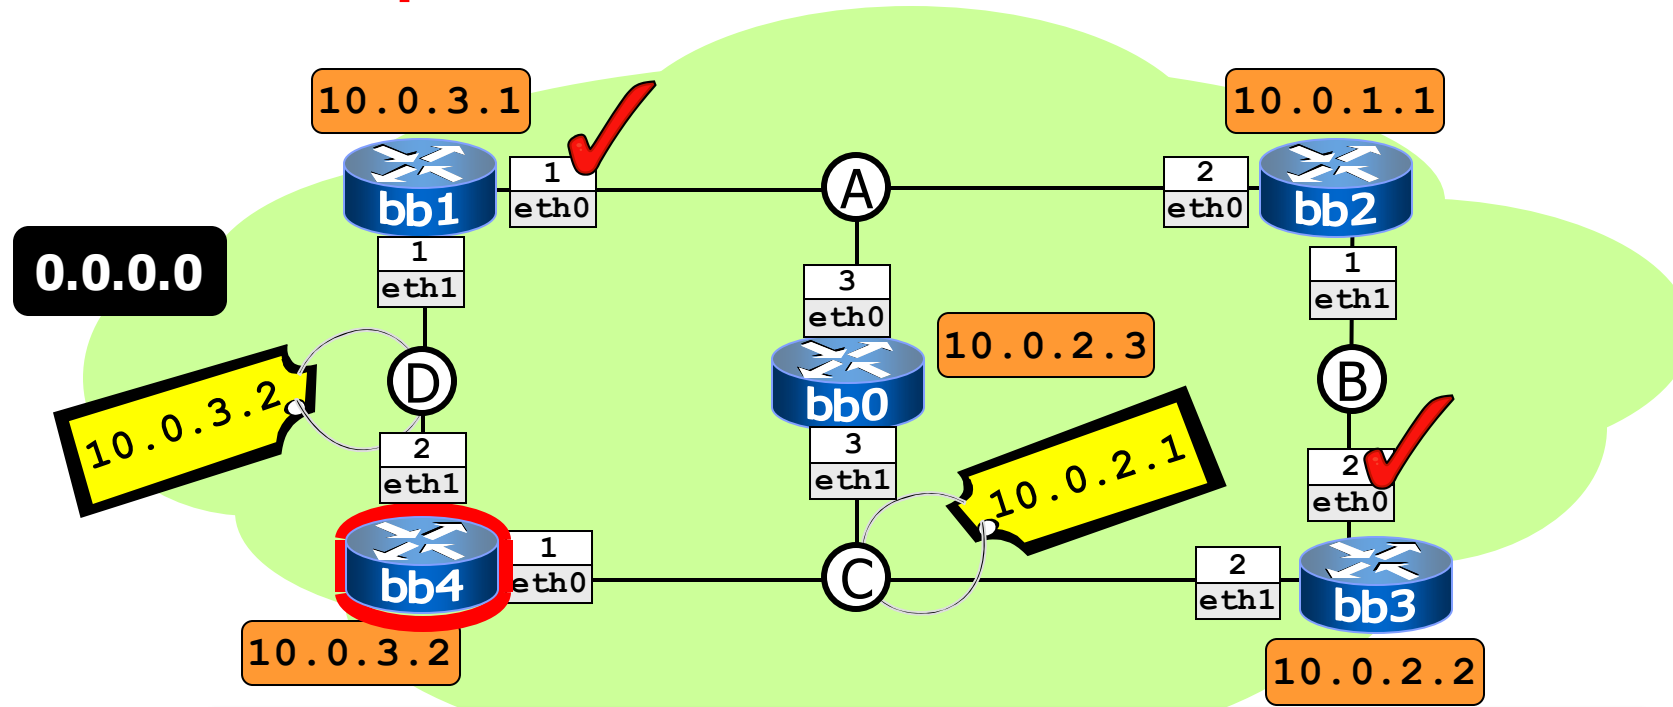 10.0.3.1
10.0.1.1
bb1
1
eth0
A
2
eth0
bb2
0.0.0.0
1
eth1
3
eth0
1
eth1
10.0.2.3
10.0.3.2
D
bb0
B
2
eth1
3
eth1
10.0.2.1
2
eth0
bb4
1
eth0
C
2
eth1
bb3
10.0.3.2
10.0.2.2